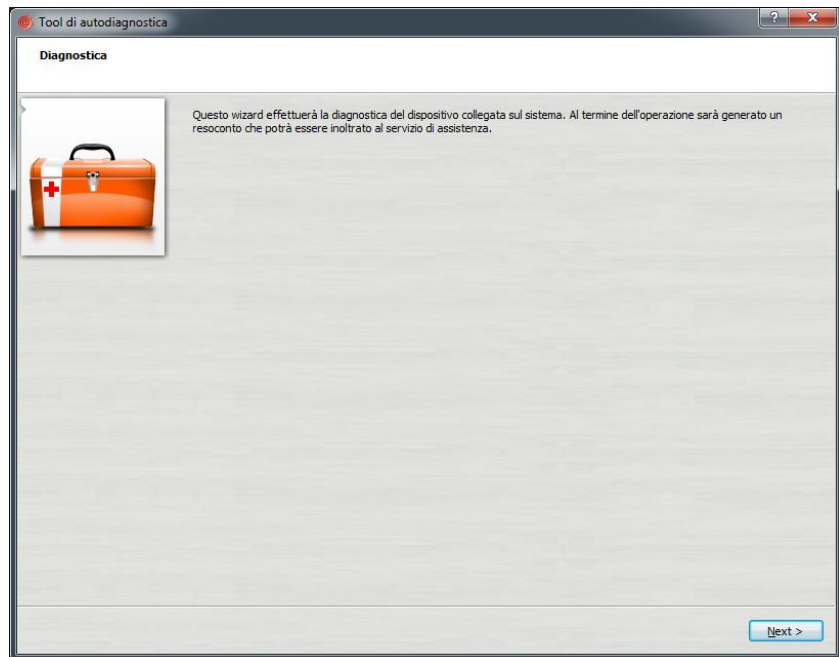 Tool di autodiagnostica
Diagnostica
Questo wizard effettuerà la diagnostica del dispositivo collegata sul sistema. Al termine dell'operazione sarà generato un
resoconto che potrà essere inoltrato al servizio di assistenza.
Next >